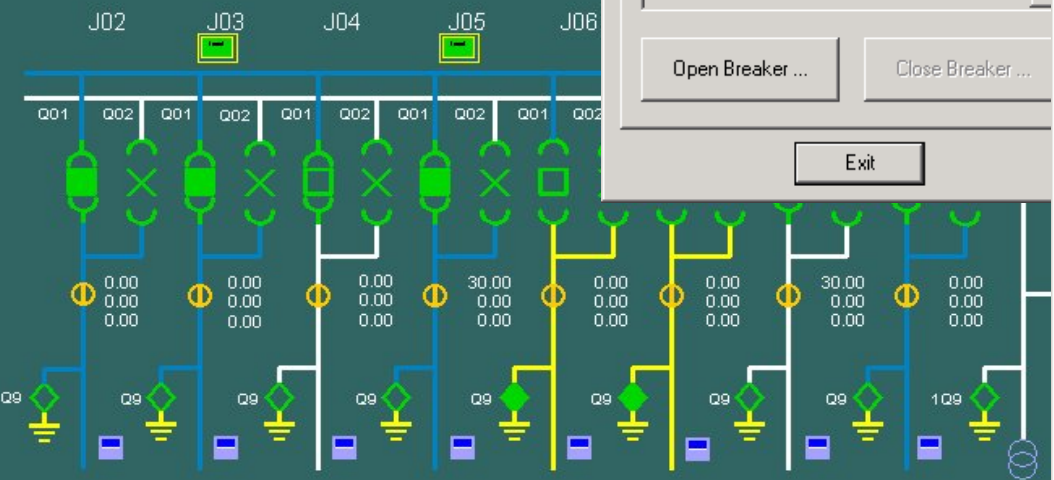 J02 J03 J04 J05 J06
Open Breaker ... Close Breaker ...
Q01 Q02 Q01 Q02 Q01 Q02 Q01 Q02 Q01 Q02
Exit
0.00 0.00 0.00 30.00 0.00 0.00 30.00 0.00
0.00 0.00 0.00 0.00 0.00 0.00 0.00 0.00
0.00 0.00 0.00 0.00 0.00 0.00 0.00 0.00
Q9 Q9 Q9 Q9 Q9 Q9 Q9 Q9 1Q9